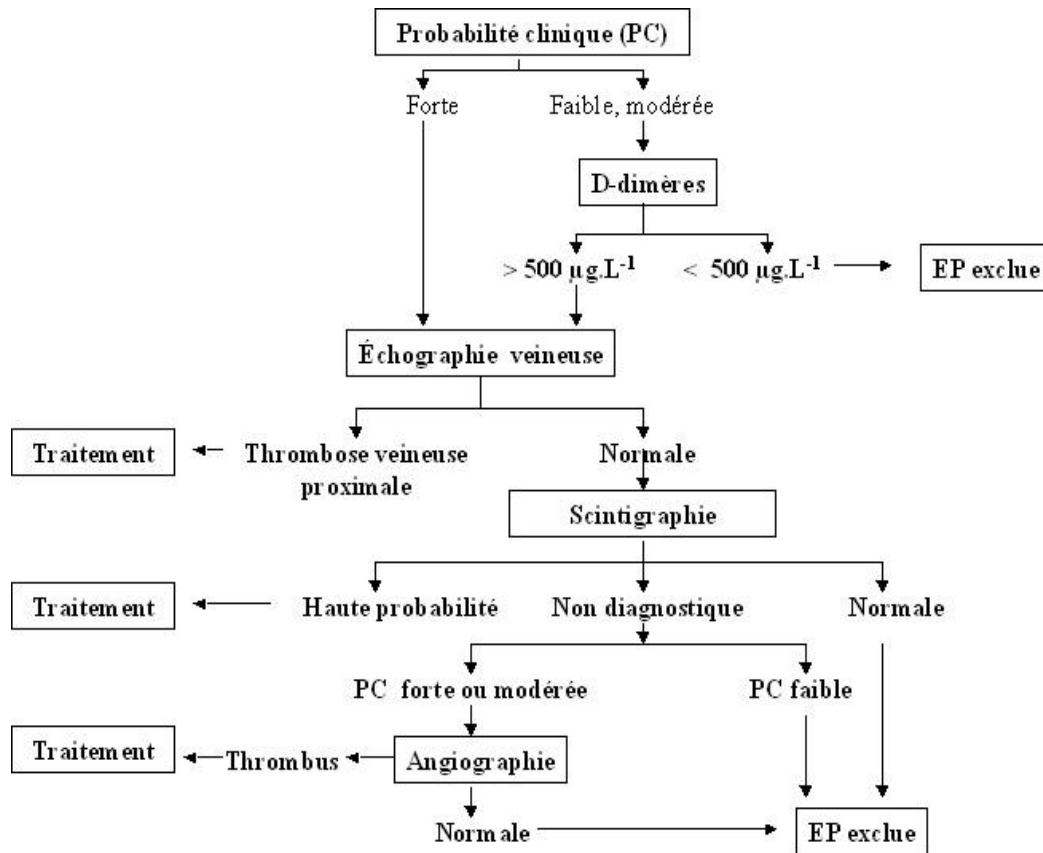 Probabilité clinique (PC)
Forte
Faible, modérée
D-dimères
> 500 µg.L-1
< 500 µg.L-1
EP exclue
Échographie veineuse
Traitement
Thrombose veineuse
proximale
Normale
Scintigraphie
Traitement
Haute probabilité
Non diagnostique
Normale
PC forte ou modérée
PC faible
Traitement
Thrombus
Angiographie
Normale
EP exclue